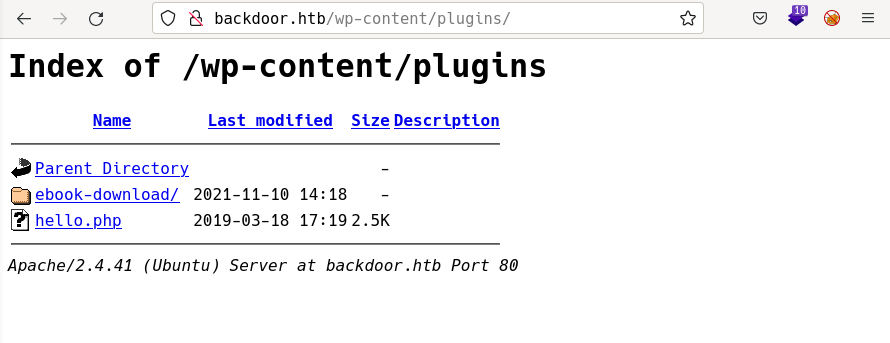 backdoor.htb/wp-content/plugins/
10
Index of /wp-content/plugins
Name Last modified Size Description
Parent Directory -
ebook-download/ 2021-11-10 14:18 -
hello.php 2019-03-18 17:19 2.5K
Apache/2.4.41 (Ubuntu) Server at backdoor.htb Port 80